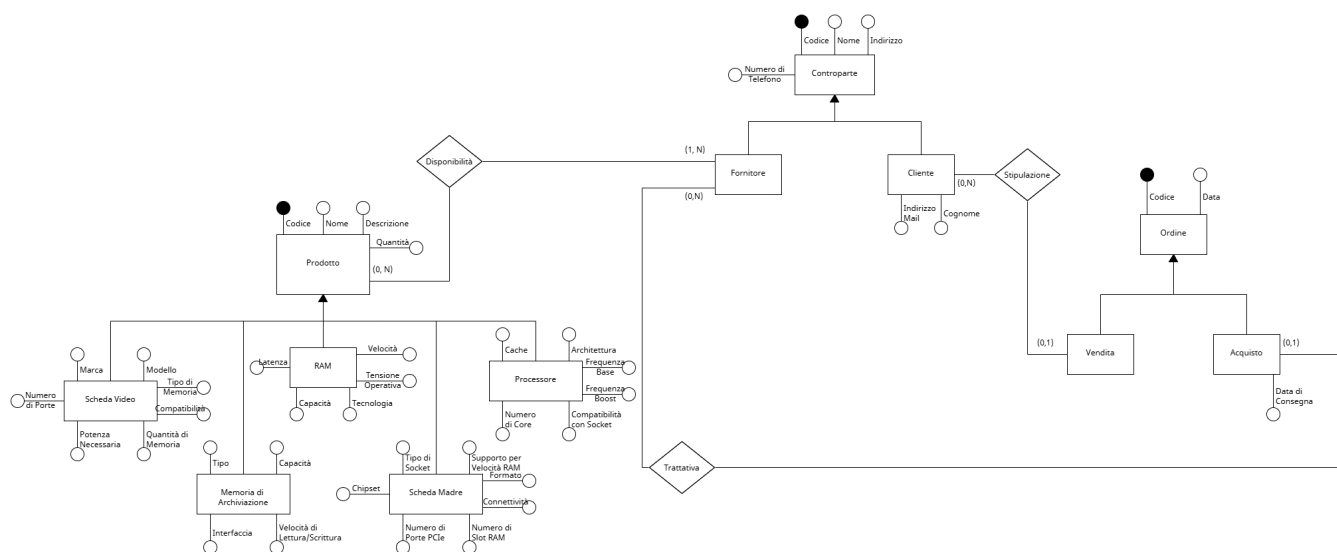 Codice
Nome
Indirizzo
Numero di
Telefono
Controparte
Disponibilità
(1, N)
Fornitore
(0,N)
Cliente
(0,N)
Stipulazione
Indirizzo
Mail
Cognome
Codice
Data
Ordine
Codice
Nome
Descrizione
Quantità
Prodotto
(0, N)
(0,1)
Vendita
Acquisto
(0,1)
Data di
Consegna
Marca
Modello
Tipo di
Memoria
Numero
di Porte
Scheda Video
Compatibilità
Potenza
Necessaria
Quantità di
Memoria
Latenza
RAM
Velocità
Tensione
Operativa
Capacità
Tecnologia
Cache
Architettura
Frequenza
Base
Processore
Frequenza
Boost
Numero
di Core
Compatibilità
con Socket
Tipo
Capacità
Memoria di
Archiviazione
Interfaccia
Velocità di
Lettura/Scrittura
Tipo di
Socket
Supporto per
Velocità RAM
Formato
Chipset
Scheda Madre
Connettività
Numero di
Porte PCIe
Numero di
Slot RAM
Trattativa